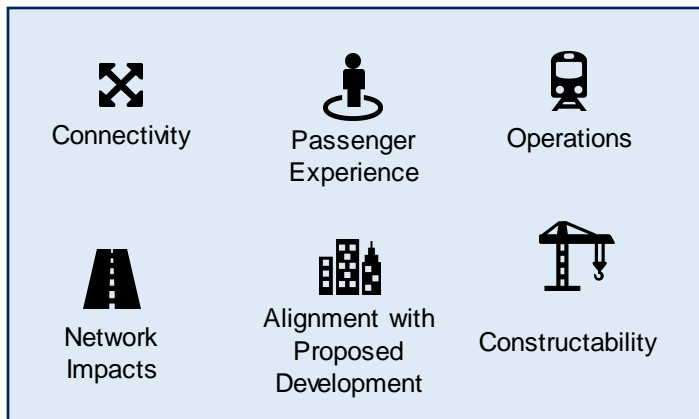 Connectivity
Passenger
Experience
Operations
Network
Impacts
Alignment with
Proposed
Development
Constructability